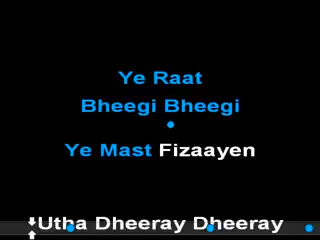 Ye Raat
Bheegi Bheegi
Ye Mast Fizaayen
Utha Dheeray Dheeray